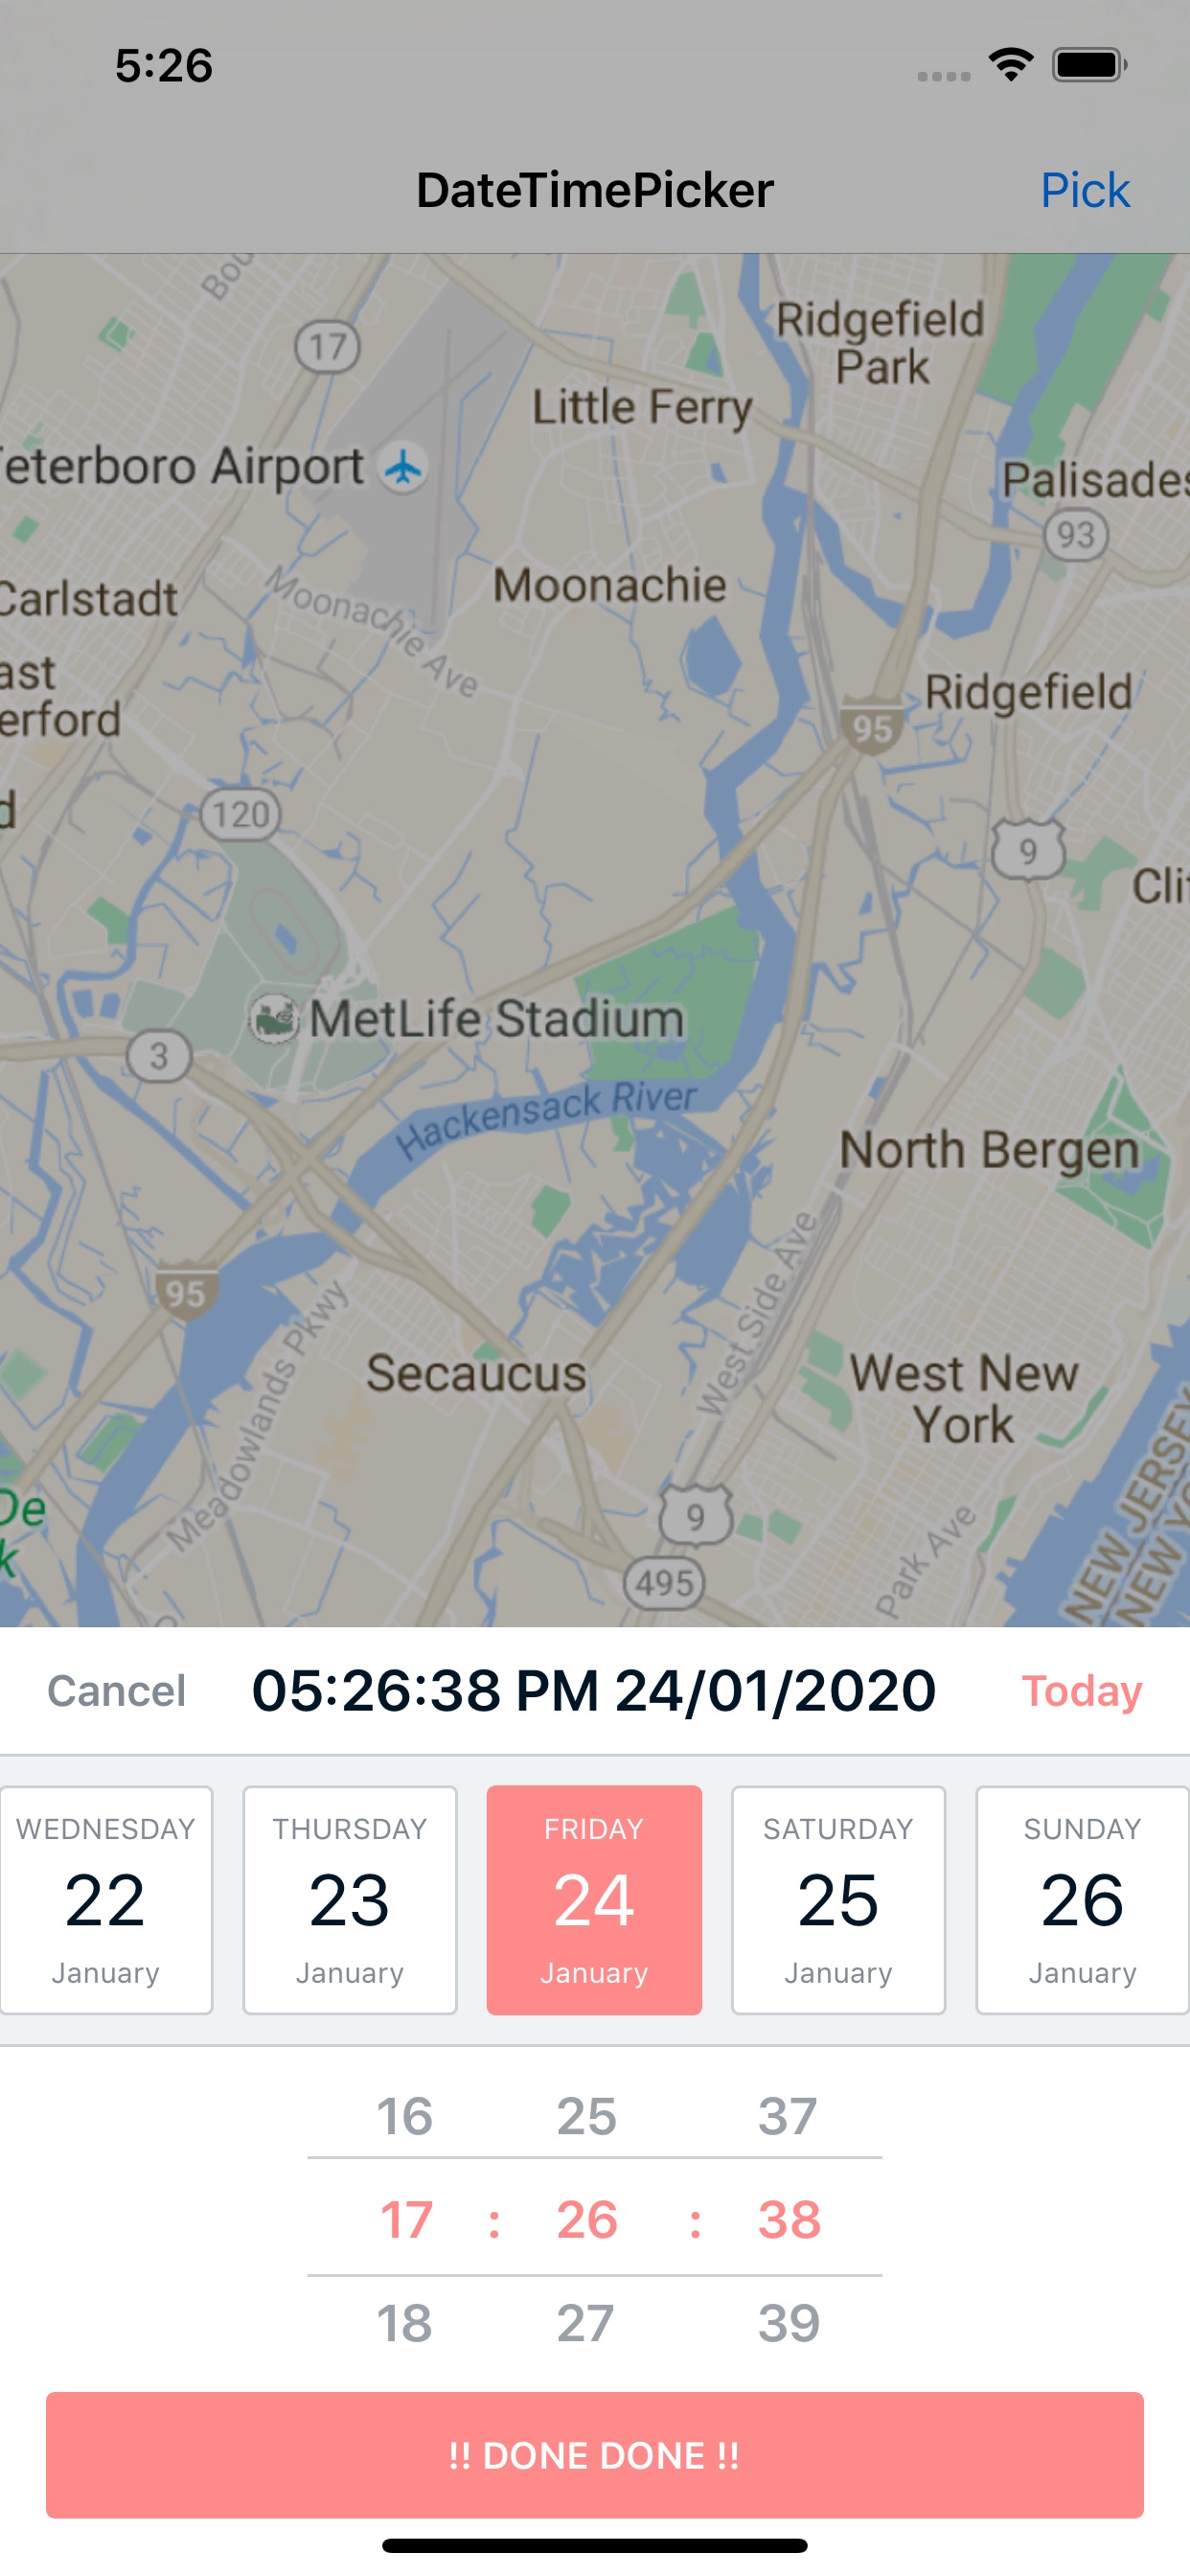 5:26
DateTimePicker
Pick
17
Ridgefield
Park
Little Ferry
eterboro Airport
Palisades
93
Moonachie
Carlstadt
Moonachie Ave
ast
erford
Ridgefield
95
d
120
9
MetLife Stadium
3
Hackensack River
North Bergen
95
West Side Ave
Meadowlands Pkwy
Secaucus
West New
York
De
k
9
495
Park Ave
NEW JERSEY
Cancel
05:26:38 PM 24/01/2020
Today
WEDNESDAY
22
January
THURSDAY
23
January
FRIDAY
24
January
SATURDAY
25
January
SUNDAY
26
January
16 25 37
17 : 26 : 38
18 27 39
!! DONE DONE !!